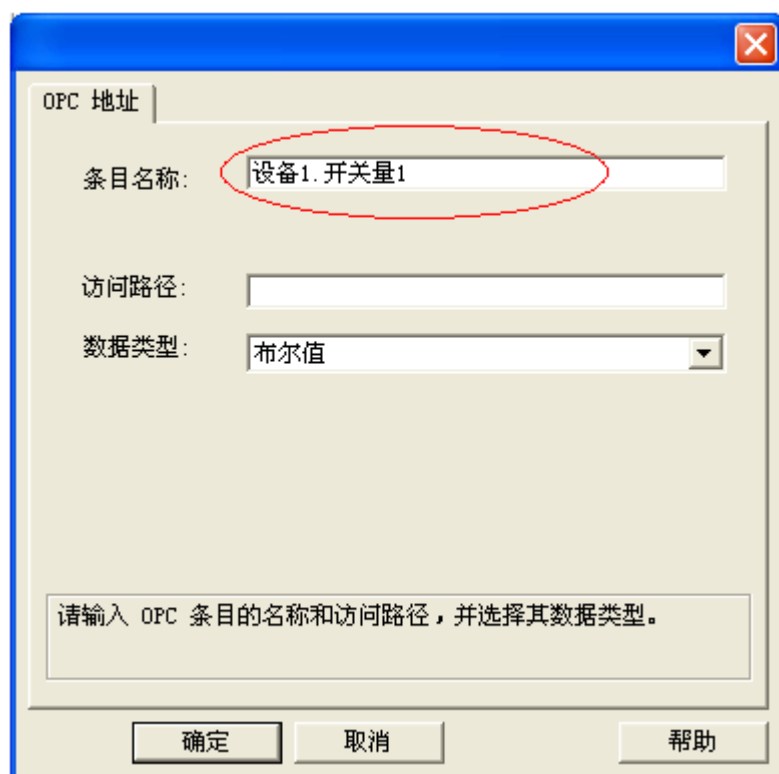 OPC 地址
条目名称: 设备1.开关量1
访问路径:
数据类型: 布尔值
请输入 OPC 条目的名称和访问路径，并选择其数据类型。
确定 取消 帮助